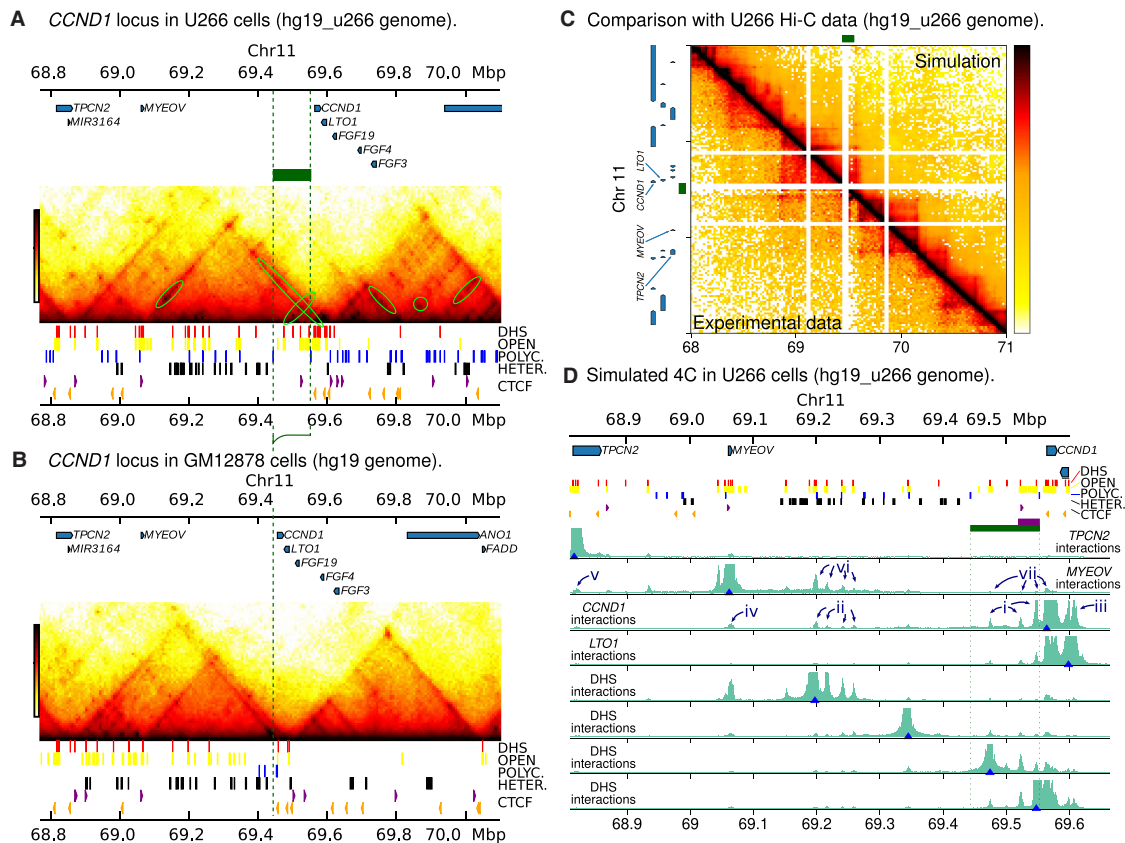 A CCND1 locus in U266 cells (hg19_u266 genome).
Chr11
68.8 69.0 69.2 69.4 69.6 69.8 70.0 Mbp
TPCN2 MYEOV CCND1
MIR3164 LTO1
FGF19
FGF4
FGF3
DHS
OPEN
POLYC.
HETER.
CTCF
68.8 69.0 69.2 69.4 69.6 69.8 70.0 Mbp
B CCND1 locus in GM12878 cells (hg19 genome).
Chr11
68.8 69.0 69.2 69.4 69.6 69.8 70.0 Mbp
TPCN2 MYEOV CCND1 ANO1
MIR3164 LTO1 FADD
FGF19
FGF4
FGF3
DHS
OPEN
POLYC.
HETER.
CTCF
68.8 69.0 69.2 69.4 69.6 69.8 70.0 Mbp
C Comparison with U266 Hi-C data (hg19_u266 genome).
Simulation
Chr 11
LTO1
CCND1
MYEOV
TPCN2
Experimental data
68 69 70 71
D Simulated 4C in U266 cells (hg19_u266 genome).
Chr11
68.9 69.0 69.1 69.2 69.3 69.4 69.5 Mbp
TPCN2 MYEOV CCND1
DHS
OPEN
POLYC.
HETER.
CTCF
TPCN2
interactions
v vi vii MYEOV
interactions
CCND1
interactions iv ii i iii
LTO1
interactions
DHS
interactions
DHS
interactions
DHS
interactions
DHS
interactions
68.9 69 69.1 69.2 69.3 69.4 69.5 69.6